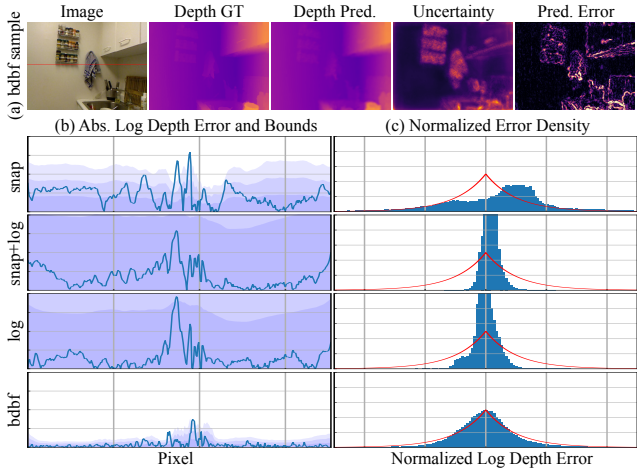 Image Depth GT Depth Pred. Uncertainty Pred. Error
(a) bdbf sample
(b) Abs. Log Depth Error and Bounds (c) Normalized Error Density
snap
snap+log
log
bdbf
Pixel Normalized Log Depth Error